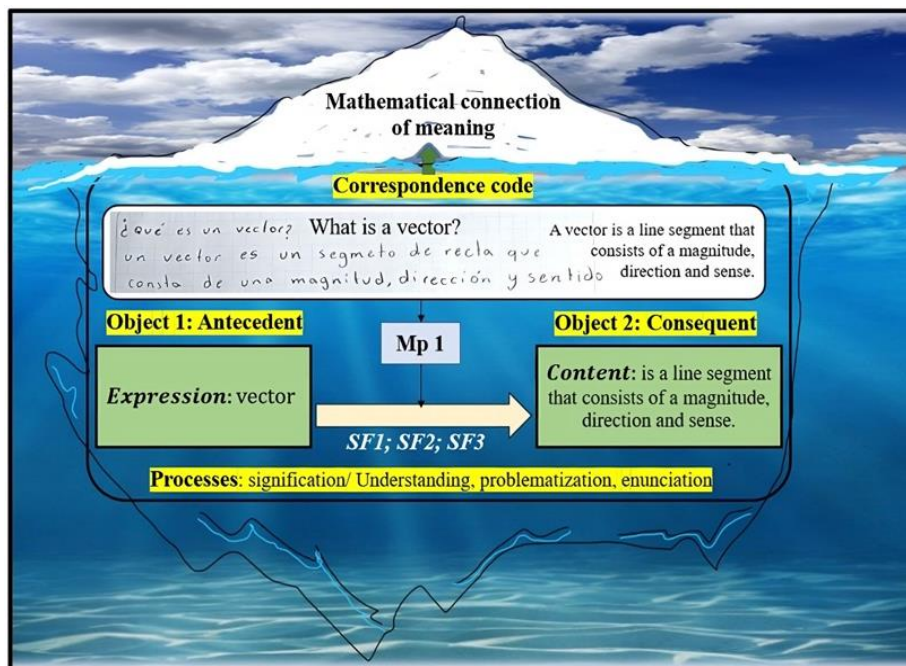 Mathematical connection
of meaning
Correspondence code
¿Qué es un vector? What is a vector?
un vector es un segmeto de recta que
consta de una magnitud, dirección y sentido
A vector is a line segment that
consists of a magnitude,
direction and sense.
Object 1: Antecedent
Mp 1
Object 2: Consequent
Expression: vector
Content: is a line segment
that consists of a magnitude,
direction and sense.
SF1; SF2; SF3
Processes: signification/ Understanding, problematization, enunciation